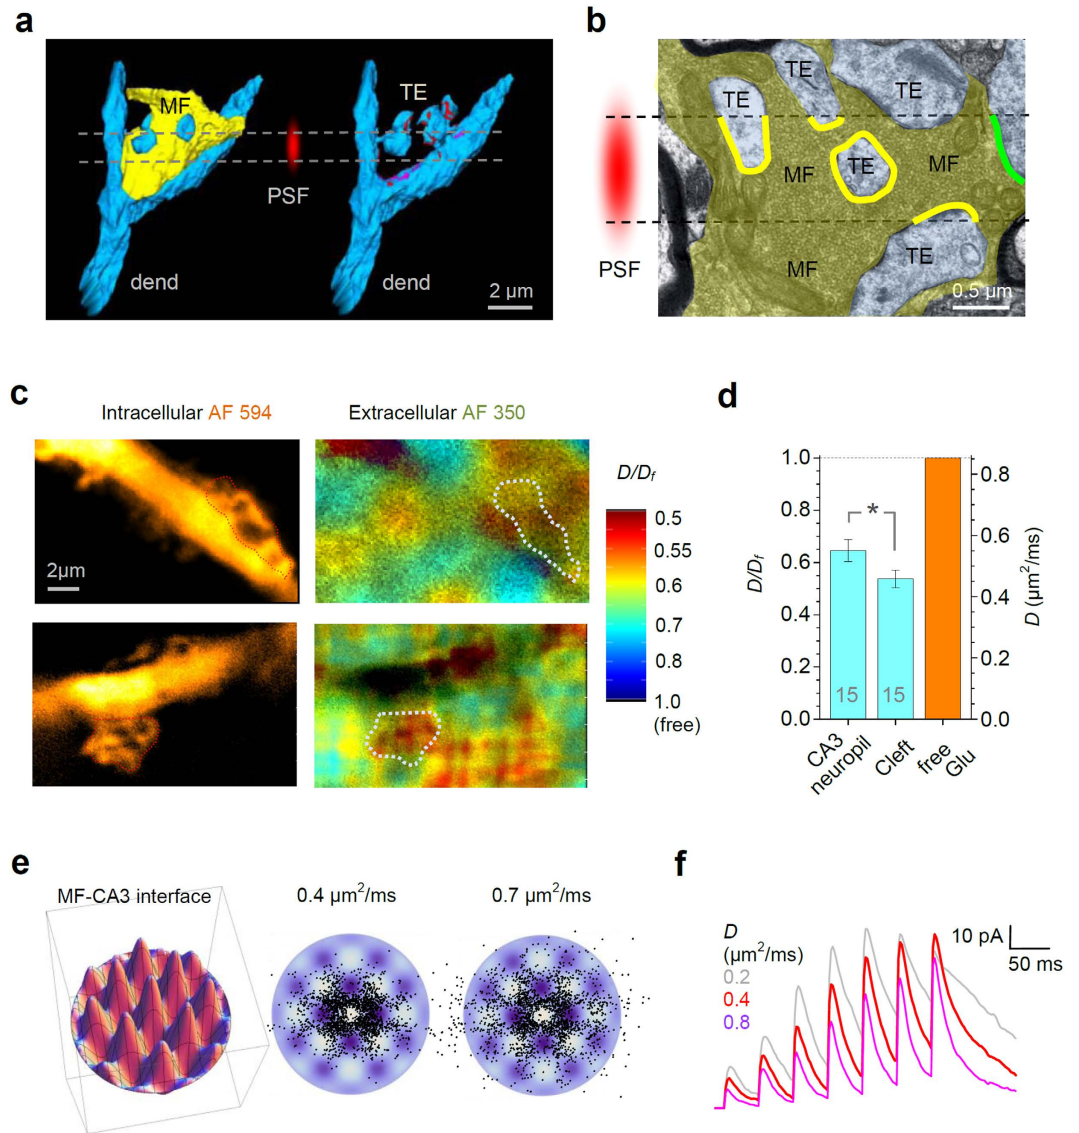 a
MF
TE
PSF
dend
dend
2 µm
b
TE
TE
TE
TE
MF
MF
TE
MF
PSF
0.5 µm
c
Intracellular AF 594
Extracellular AF 350
2µm
D/Df
0.5
0.55
0.6
0.7
0.8
1.0
(free)
d
D/Df
1.0
0.8
0.6
0.4
0.2
0.0
*
15
15
0.8
0.6
0.4
0.2
0.0
D (µm²/ms)
CA3
neuropil
Cleft
free
Glu
e
MF-CA3 interface
0.4 µm²/ms
0.7 µm²/ms
f
D
(µm²/ms)
0.2
0.4
0.8
10 pA
50 ms